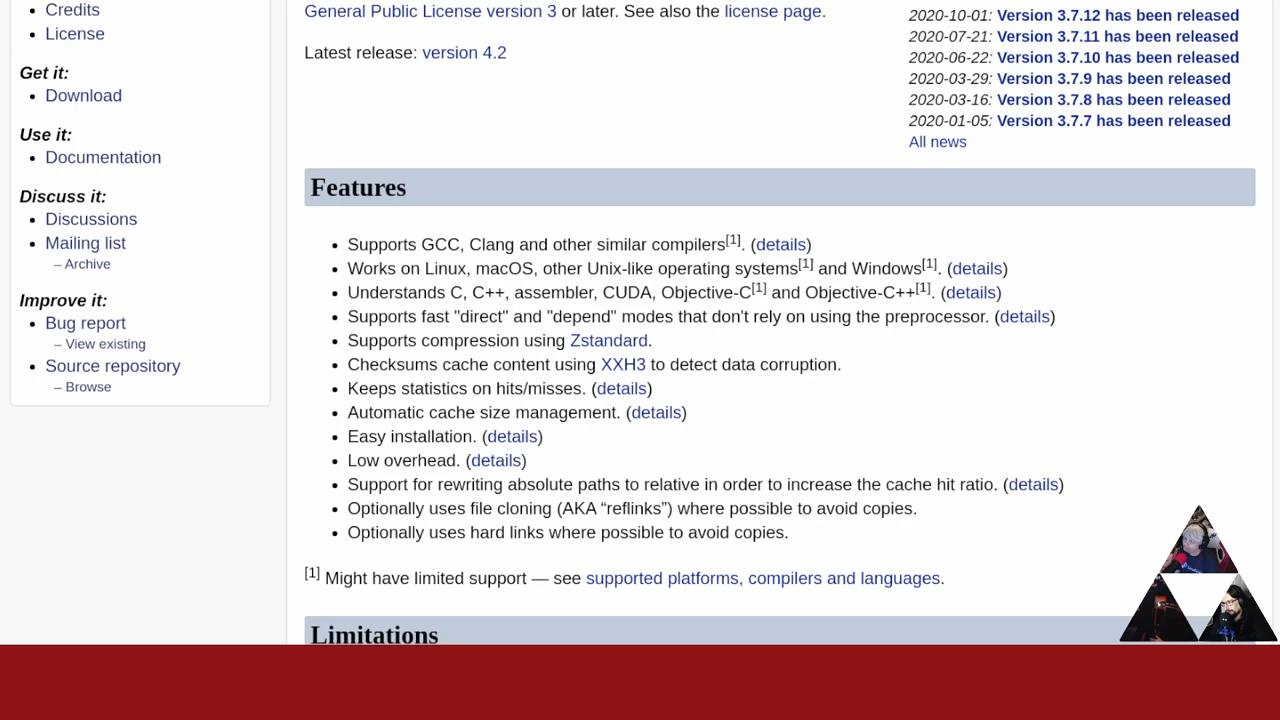 Credits
License
Get it:
Download
Use it:
Documentation
Discuss it:
Discussions
Mailing list
– Archive
Improve it:
Bug report
– View existing
Source repository
– Browse
General Public License version 3 or later. See also the license page.
Latest release: version 4.2
2020-10-01: Version 3.7.12 has been released
2020-07-21: Version 3.7.11 has been released
2020-06-22: Version 3.7.10 has been released
2020-03-29: Version 3.7.9 has been released
2020-03-16: Version 3.7.8 has been released
2020-01-05: Version 3.7.7 has been released
All news
Features
Supports GCC, Clang and other similar compilers[1]. (details)
Works on Linux, macOS, other Unix-like operating systems[1] and Windows[1]. (details)
Understands C, C++, assembler, CUDA, Objective-C[1] and Objective-C++[1]. (details)
Supports fast "direct" and "depend" modes that don't rely on using the preprocessor. (details)
Supports compression using Zstandard.
Checksums cache content using XXH3 to detect data corruption.
Keeps statistics on hits/misses. (details)
Automatic cache size management. (details)
Easy installation. (details)
Low overhead. (details)
Support for rewriting absolute paths to relative in order to increase the cache hit ratio. (details)
Optionally uses file cloning (AKA “reflinks”) where possible to avoid copies.
Optionally uses hard links where possible to avoid copies.
[1] Might have limited support — see supported platforms, compilers and languages.
Limitations